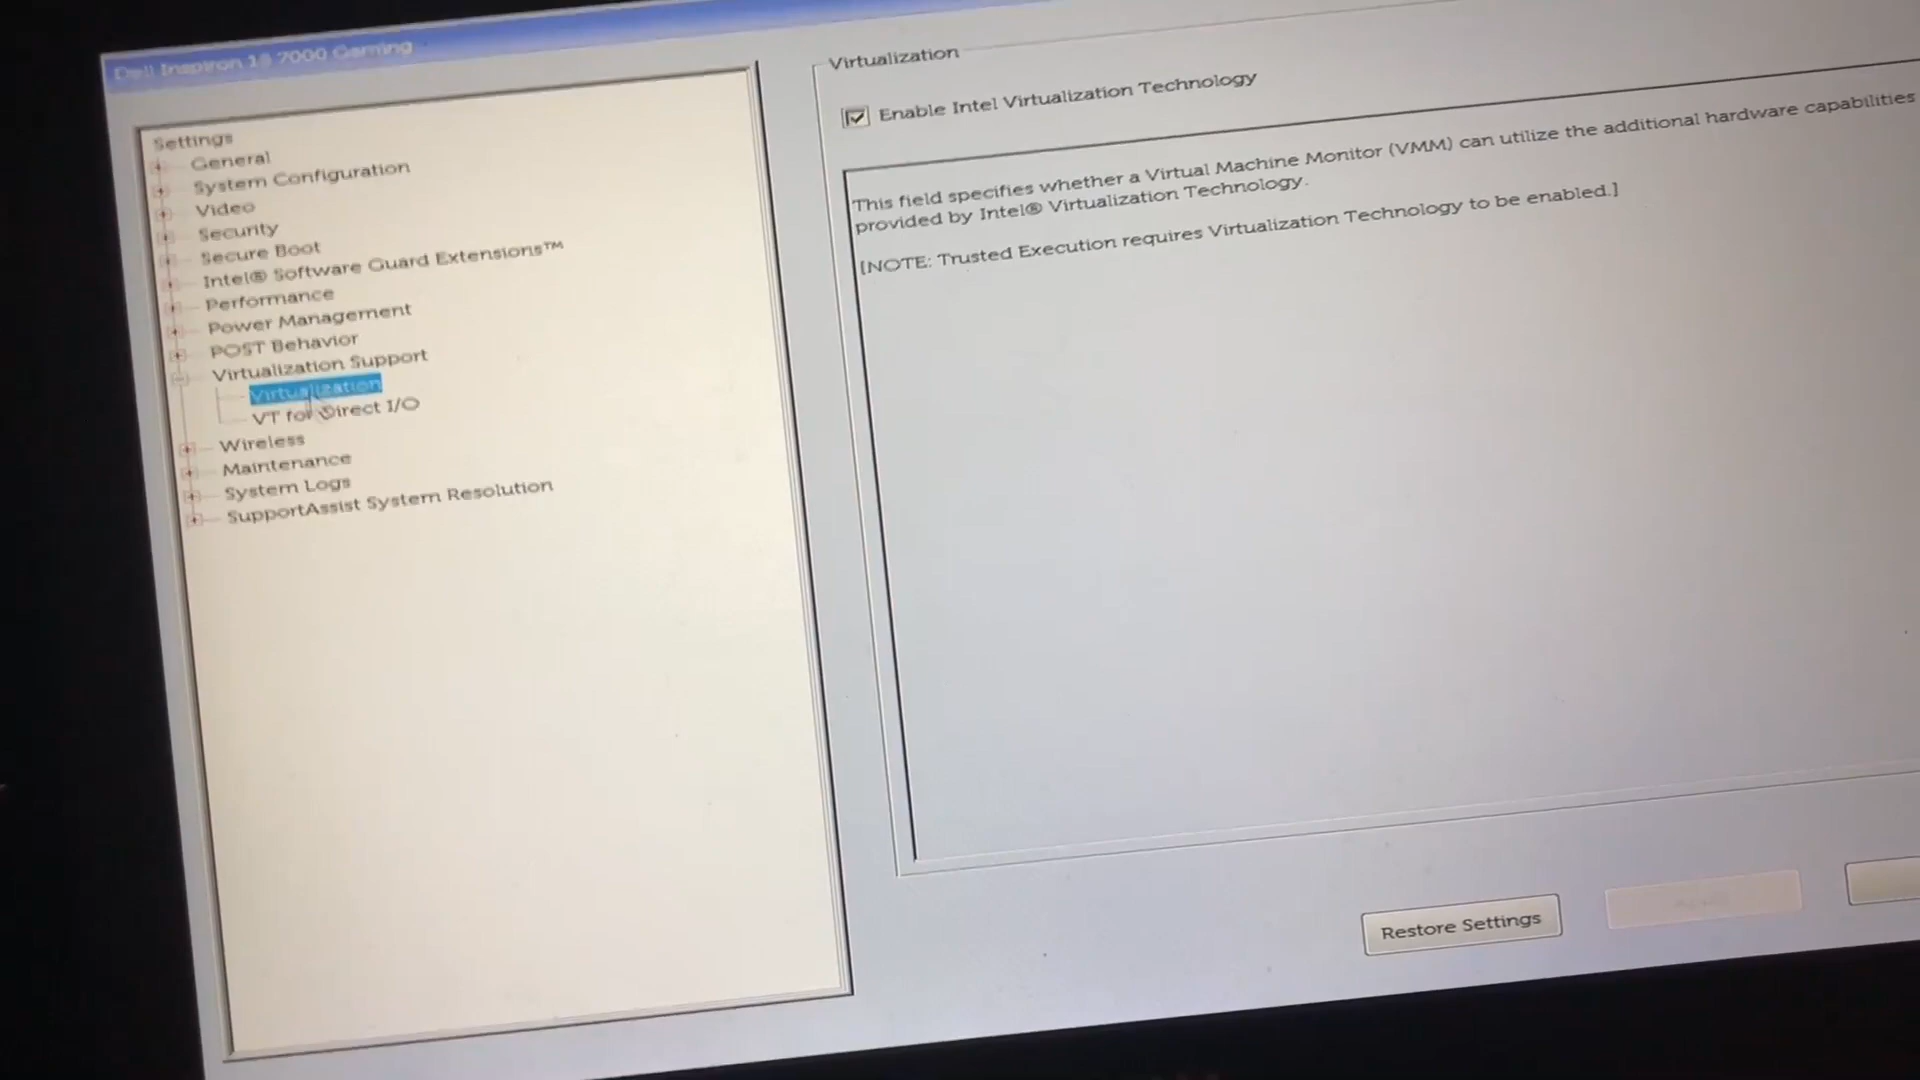 Dell Inspiron 15 7000 Gaming
Settings
General
System Configuration
Video
Security
Secure Boot
Intel® Software Guard Extensions™
Performance
Power Management
POST Behavior
Virtualization Support
Virtualization
VT for Direct I/O
Wireless
Maintenance
System Logs
SupportAssist System Resolution
Virtualization
Enable Intel Virtualization Technology
This field specifies whether a Virtual Machine Monitor (VMM) can utilize the additional hardware capabilities
provided by Intel® Virtualization Technology.
[NOTE: Trusted Execution requires Virtualization Technology to be enabled.]
Restore Settings